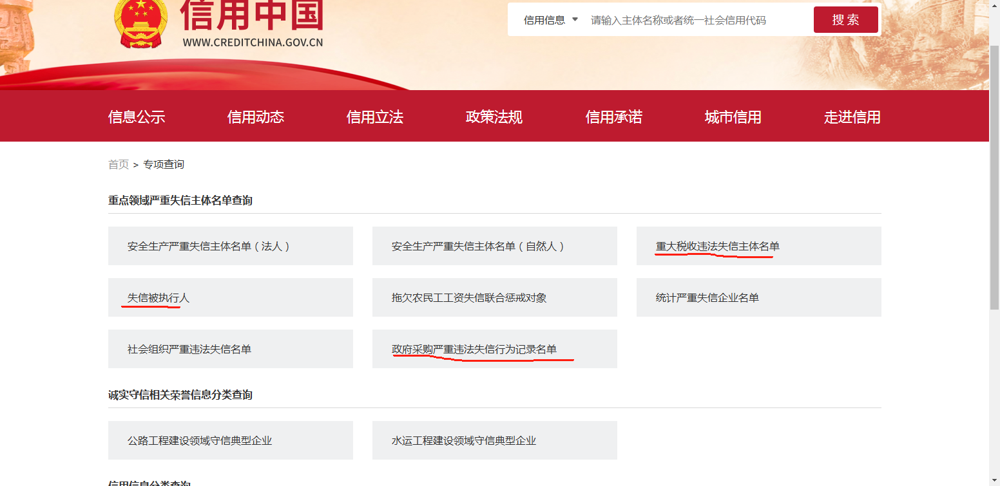 信用中国
WWW.CREDITCHINA.GOV.CN
信用信息 请输入主体名称或者统一社会信用代码 搜索
信息公示 信用动态 信用立法 政策法规 信用承诺 城市信用 走进信用
首页 > 专项查询
重点领域严重失信主体名单查询
安全生产严重失信主体名单（法人） 安全生产严重失信主体名单（自然人） 重大税收违法失信主体名单
失信被执行人 拖欠农民工工资失信联合惩戒对象 统计严重失信企业名单
社会组织严重违法失信名单 政府采购严重违法失信行为记录名单
诚实守信相关荣誉信息分类查询
公路工程建设领域守信典型企业 水运工程建设领域守信典型企业
信用信息分类查询